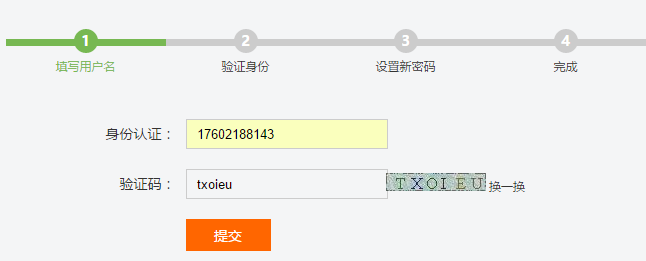 1 2 3 4
填写用户名 验证身份 设置新密码 完成
身份认证： 17602188143
验证码： txoieu TXOIEU 换一换
提交